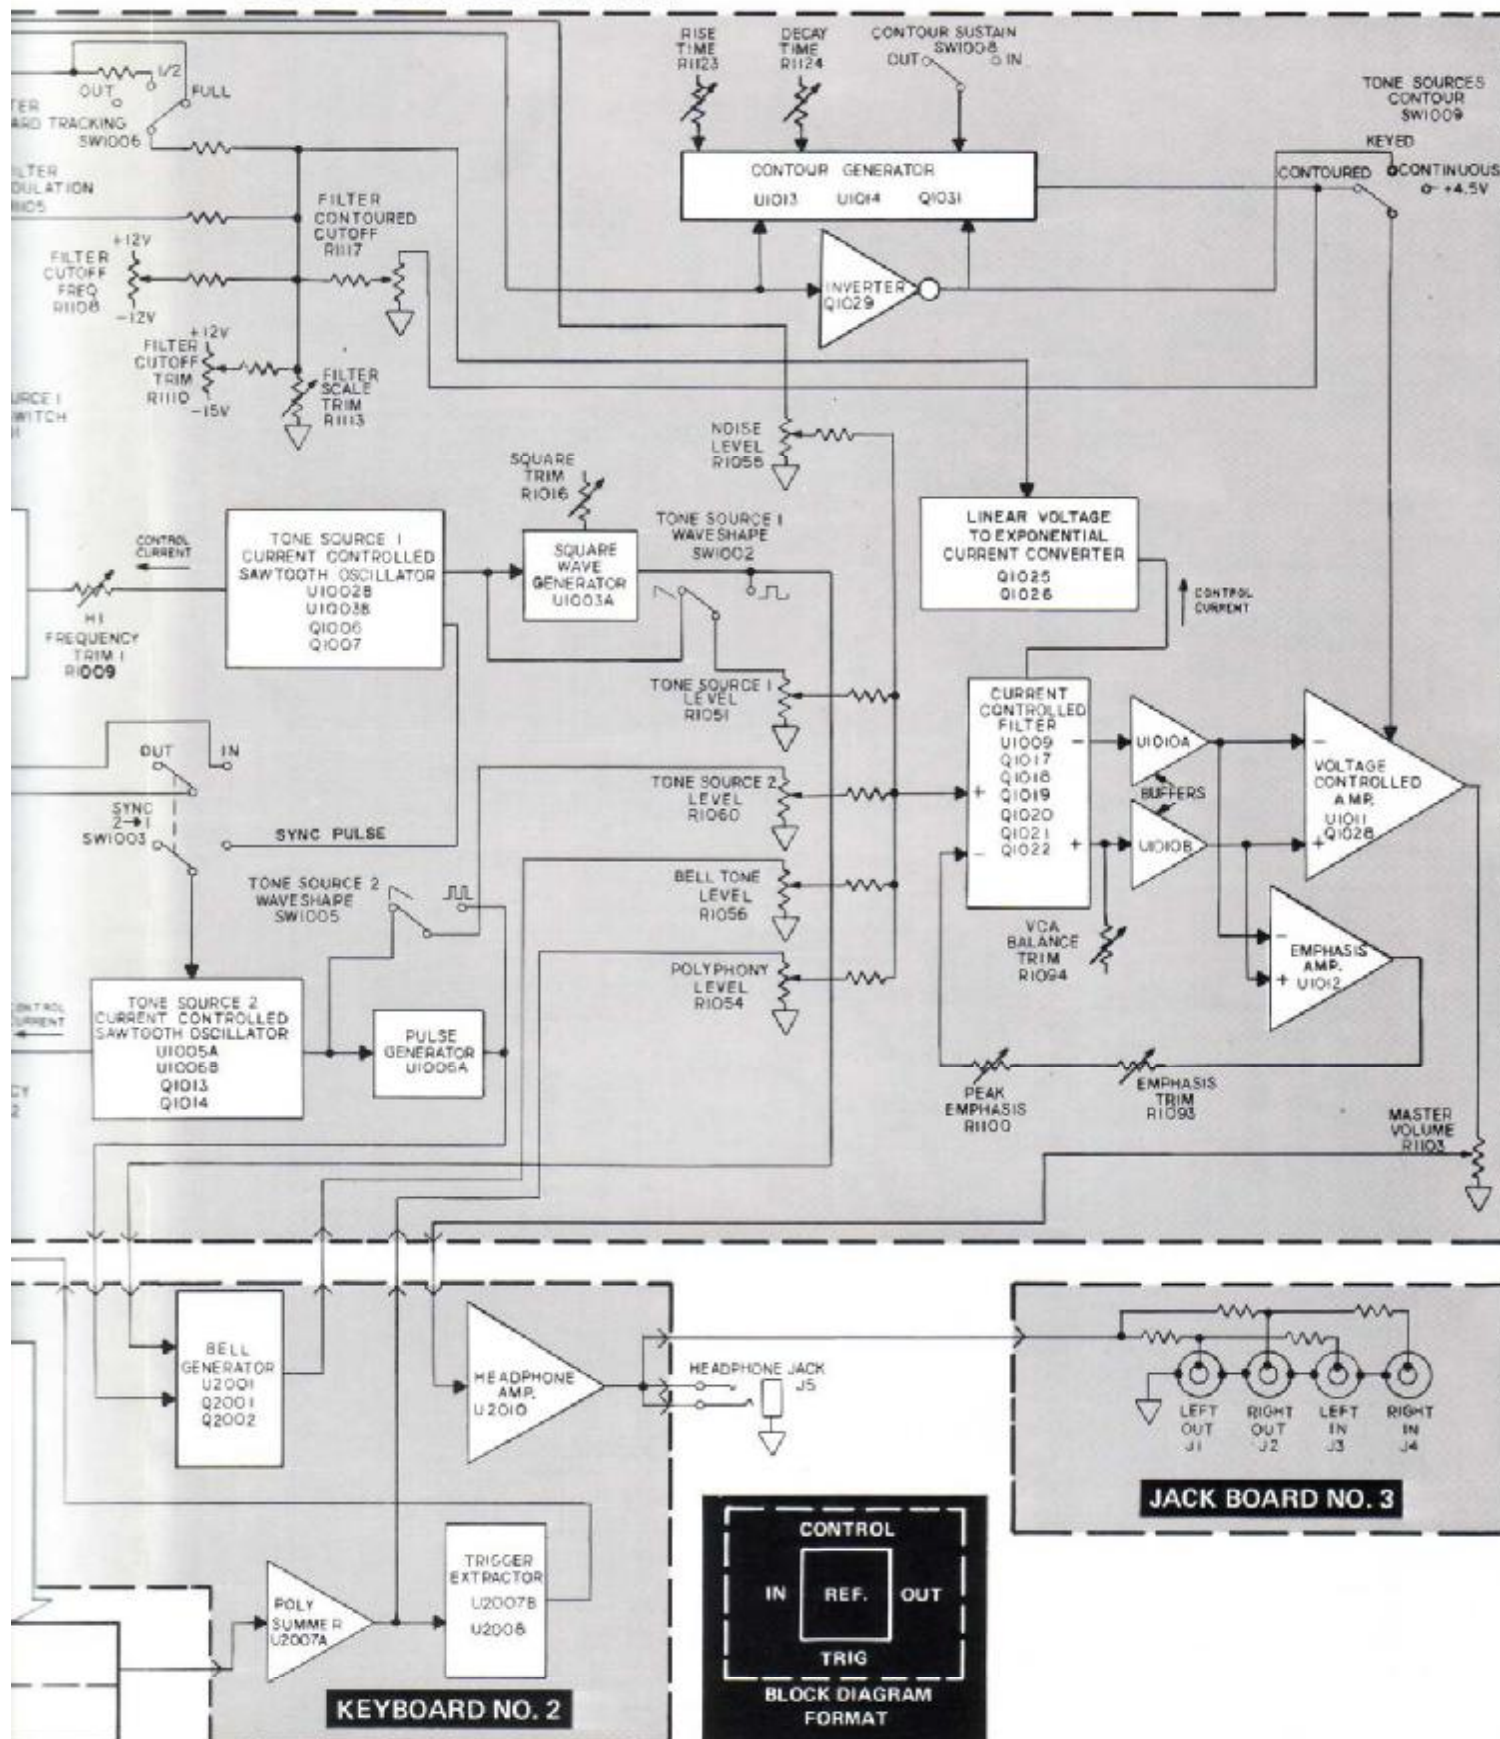 RISE
TIME
R1123
DECAY
TIME
R1124
CONTOUR SUSTAIN
SW1008
OUT
IN
TONE SOURCES
CONTOUR
SW1009
KEYED
CONTOURED
CONTINUOUS
+4.5V
1/2
OUT
FULL
TER
ARD TRACKING
SW1006
CONTOUR GENERATOR
U1013 U1014 Q1031
ILTER
DULATION
R1105
FILTER
CONTOURED
CUTOFF
R1117
+12V
FILTER
CUTOFF
FREQ
R1108
-12V
INVERTER
Q1029
+12V
FILTER
CUTOFF
TRIM
R1110
-15V
FILTER
SCALE
TRIM
R1113
URCE 1
WITCH
NOISE
LEVEL
R1055
SQUARE
TRIM
R1016
TONE SOURCE 1
WAVESHAPE
SW1002
LINEAR VOLTAGE
TO EXPONENTIAL
CURRENT CONVERTER
Q1025
Q1026
CONTROL
CURRENT
CONTROL
CURRENT
TONE SOURCE 1
CURRENT CONTROLLED
SAWTOOTH OSCILLATOR
U1002B
U1003B
Q1006
Q1007
SQUARE
WAVE
GENERATOR
U1003A
HI
FREQUENCY
TRIM 1
R1009
TONE SOURCE 1
LEVEL
R1051
CURRENT
CONTROLLED
FILTER
U1009
Q1017
Q1018
Q1019
Q1020
Q1021
Q1022
-
+
+
-
U1010A
BUFFERS
U1010B
-
VOLTAGE
CONTROLLED
AMP.
U1011
Q1028
+
OUT
IN
SYNC
2→1
SW1003
SYNC PULSE
TONE SOURCE 2
LEVEL
R1060
TONE SOURCE 2
WAVESHAPE
SW1005
BELL TONE
LEVEL
R1056
VCA
BALANCE
TRIM
R1094
-
EMPHASIS
AMP.
+ U1012
POLYPHONY
LEVEL
R1054
CONTROL
CURRENT
TONE SOURCE 2
CURRENT CONTROLLED
SAWTOOTH OSCILLATOR
U1005A
U1006B
Q1013
Q1014
PULSE
GENERATOR
U1006A
CY
2
PEAK
EMPHASIS
R1100
EMPHASIS
TRIM
R1093
MASTER
VOLUME
R1103
BELL
GENERATOR
U2001
Q2001
Q2002
HEADPHONE
AMP.
U2010
HEADPHONE JACK
J5
LEFT
OUT
J1
RIGHT
OUT
J2
LEFT
IN
J3
RIGHT
IN
J4
JACK BOARD NO. 3
POLY
SUMMER
U2007A
TRIGGER
EXTRACTOR
U2007B
U2008
KEYBOARD NO. 2
CONTROL
IN
REF.
OUT
TRIG
BLOCK DIAGRAM
FORMAT